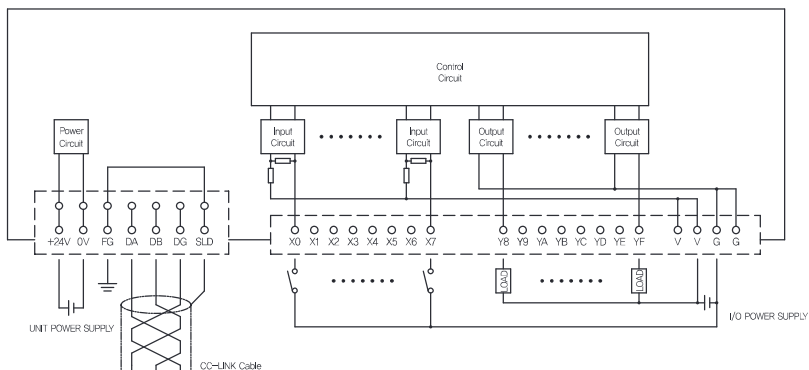 Control
Circuit
Power
Circuit
Input
Circuit
Input
Circuit
Output
Circuit
Output
Circuit
+24V 0V FG DA DB DG SLD
X0 X1 X2 X3 X4 X5 X6 X7 Y8 Y9 YA YB YC YD YE YF V V G G
LOAD
LOAD
UNIT POWER SUPPLY
I/O POWER SUPPLY
CC-LINK Cable